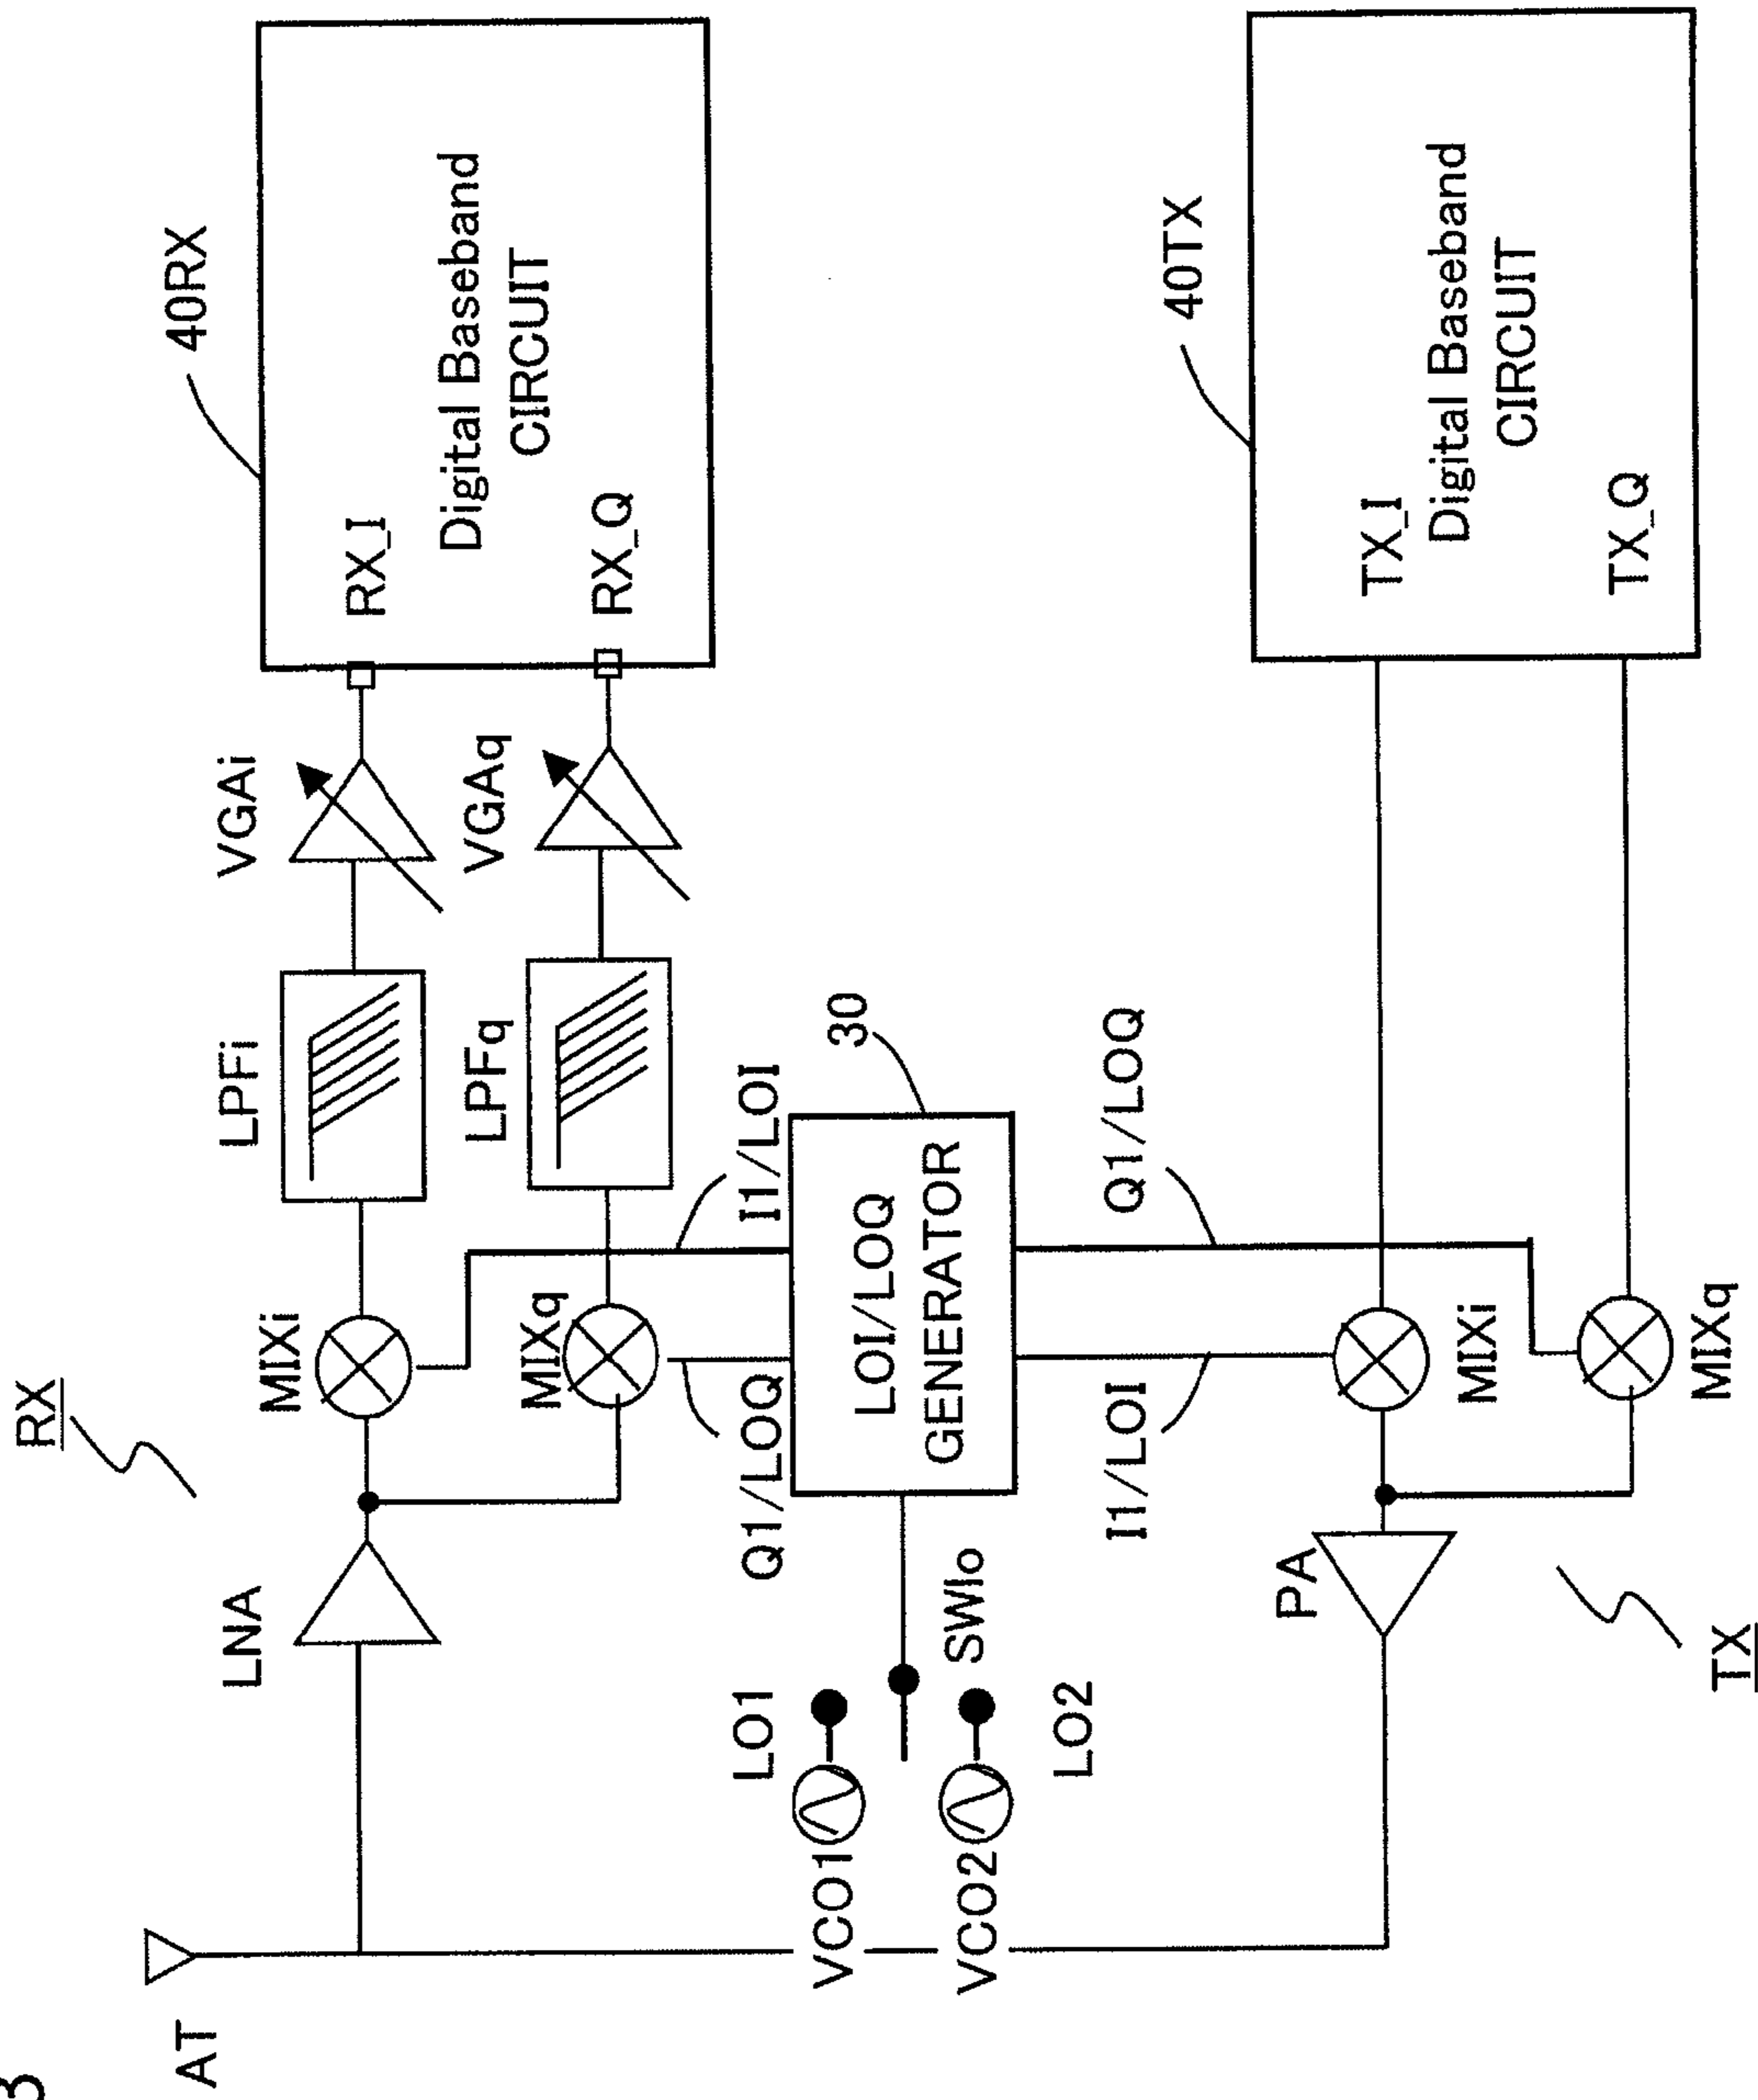 RX
40RX
Digital Baseband
CIRCUIT
RX_I
RX_Q
VGAi
VGAq
LPFi
LPFq
MIXi
MIXq
LNA
AT
I1/LOI
Q1/LOQ
30
LOI/LOQ
GENERATOR
LO1
VCO1
SWlo
LO2
VCO2
Q1/LOQ
I1/LOI
40TX
Digital Baseband
CIRCUIT
TX_I
TX_Q
MIXi
MIXq
PA
TX
3